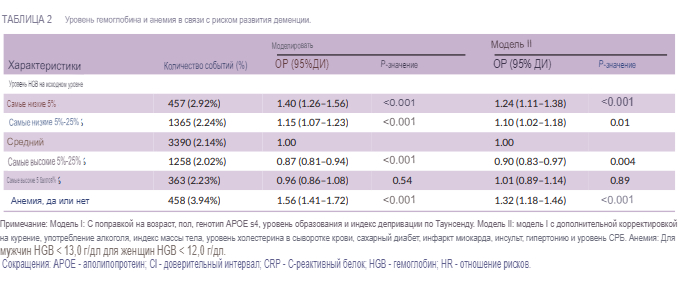 ТАБЛИЦА 2 Уровень гемоглобина и анемия в связи с риском развития деменции.
Моделировать Модель II
Характеристики Количество событий (%) ОР (95%ДИ) P-значение ОР (95% ДИ) P-значение
Уровень HGB на исходном уровне
Самые низкие 5% 457 (2.92%) 1.40 (1.26–1.56) <0.001 1.24 (1.11–1.38) <0.001
Самые низкие 5%-25% 1365 (2.24%) 1.15 (1.07–1.23) <0.001 1.10 (1.02–1.18) 0.01
Средний 3390 (2.14%) 1.00 1.00
Самые высокие 5%-25% 1258 (2.02%) 0.87 (0.81–0.94) <0.001 0.90 (0.83–0.97) 0.004
Самые высокие 5 363 (2.23%) 0.96 (0.86–1.08) 0.54 1.01 (0.89–1.14) 0.89
Анемия, да или нет 458 (3.94%) 1.56 (1.41–1.72) <0.001 1.32 (1.18–1.46) <0.001
Примечание: Модель I: С поправкой на возраст, пол, генотип APOE s4, уровень образования и индекс депривации по Таунсенду. Модель II: модель I с дополнительной корректировкой
на курение, употребление алкоголя, индекс массы тела, уровень холестерина в сыворотке крови, сахарный диабет, инфаркт миокарда, инсульт, гипертонию и уровень СРБ. Анемия: Для
мужчин HGB < 13,0 г/дл для женщин HGB < 12,0 г/дл.
Сокращения: APOE - аполипопротеин; CI - доверительный интервал; CRP - С-реактивный белок; HGB - гемоглобин; HR - отношение рисков.